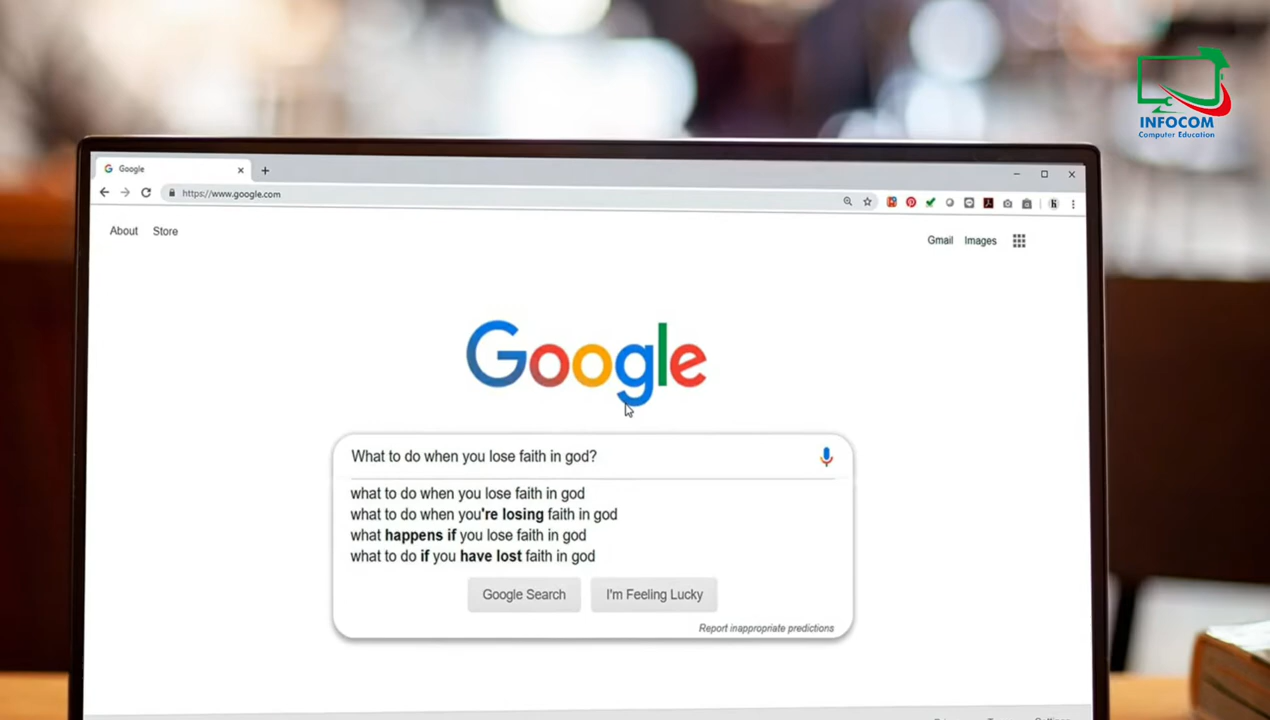 INFOCOM
Computer Education
Google
https://www.google.com
About Store
Gmail Images
Google
What to do when you lose faith in god?
what to do when you lose faith in god
what to do when you're losing faith in god
what happens if you lose faith in god
what to do if you have lost faith in god
Google Search I'm Feeling Lucky
Report inappropriate predictions